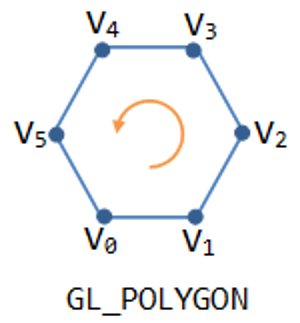 V₄ V₃
V₅ V₂
V₀ V₁
GL_POLYGON